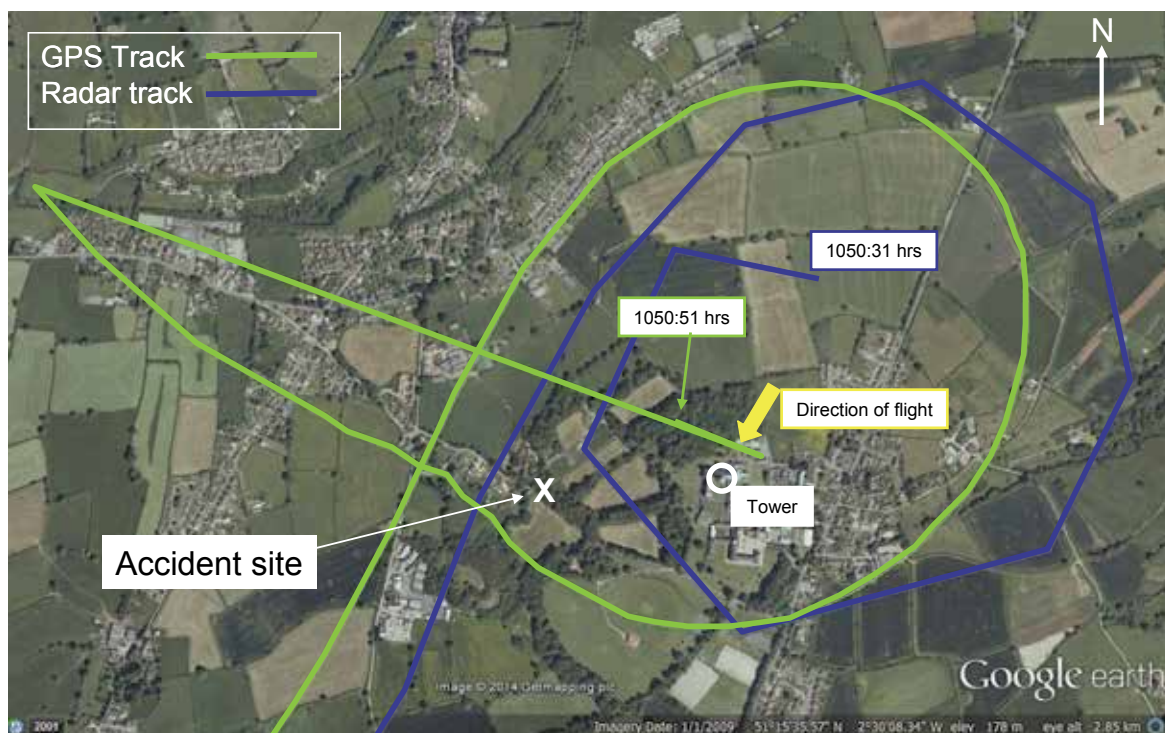 GPS Track
Radar track
N
1050:31 hrs
1050:51 hrs
Direction of flight
Tower
X
Accident site
Google earth
Image © 2014 Getmapping plc
2001
Imagery Date: 1/1/2009 51°15'35.57" N 2°30'08.34" W elev 178 m eye alt 2.85 km